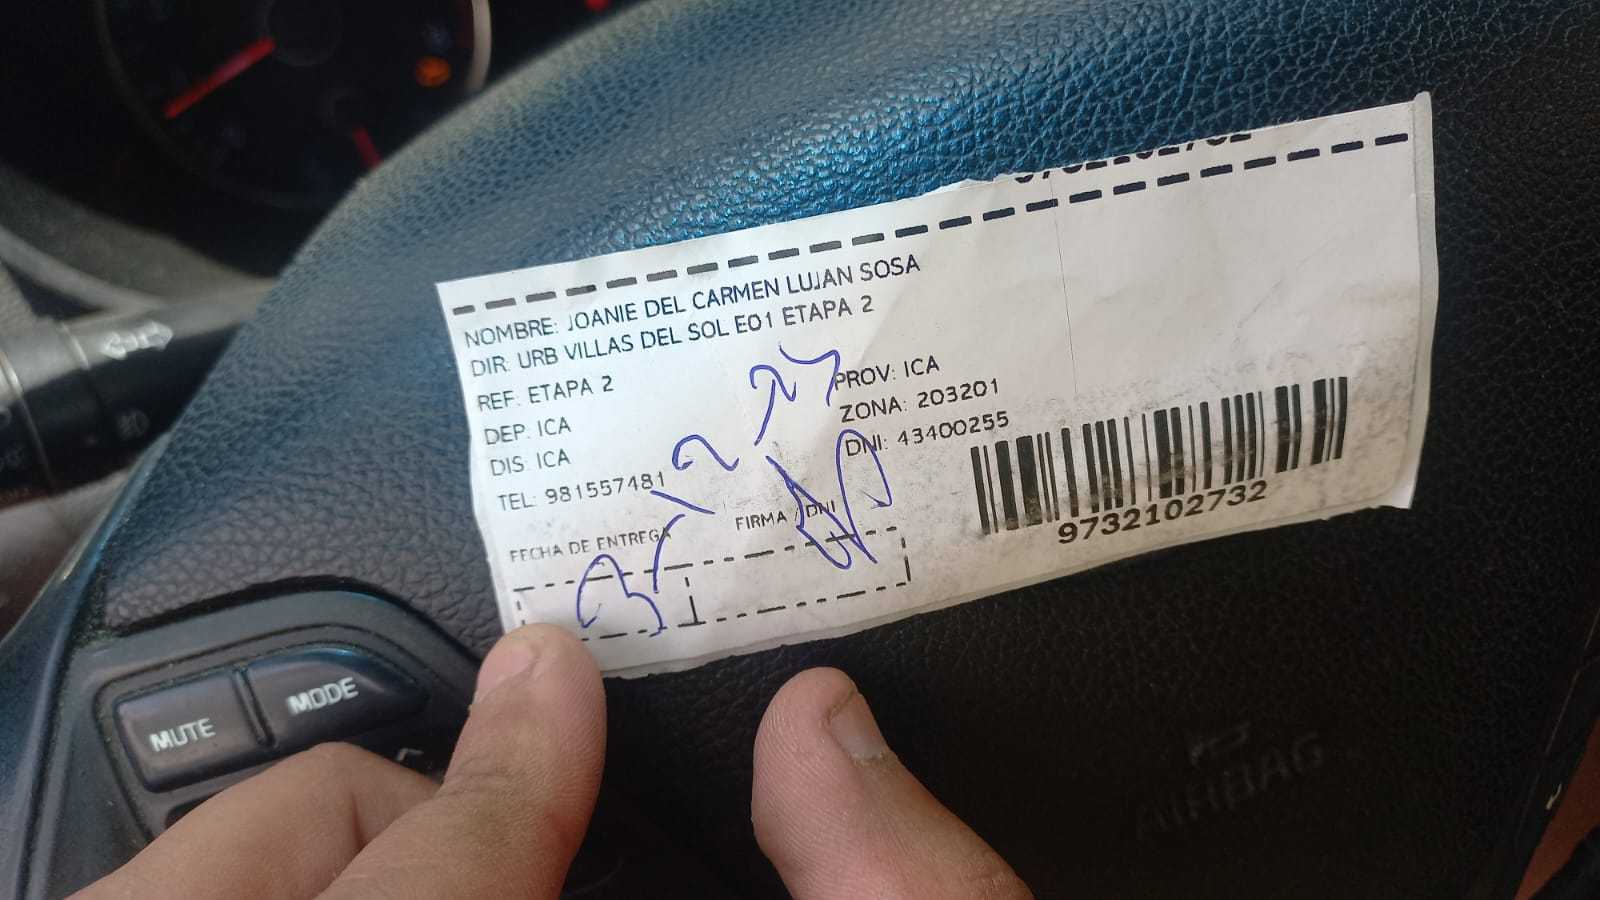 NOMBRE: JOANIE DEL CARMEN LUJAN SOSA
DIR: URB VILLAS DEL SOL E01 ETAPA 2
REF: ETAPA 2
DEP: ICA
PROV: ICA
DIS: ICA
ZONA: 203201
TEL: 981557481
DNI: 43400255
FECHA DE ENTREGA
FIRMA / DNI
9732102732
MUTE
MODE
AIRBAG